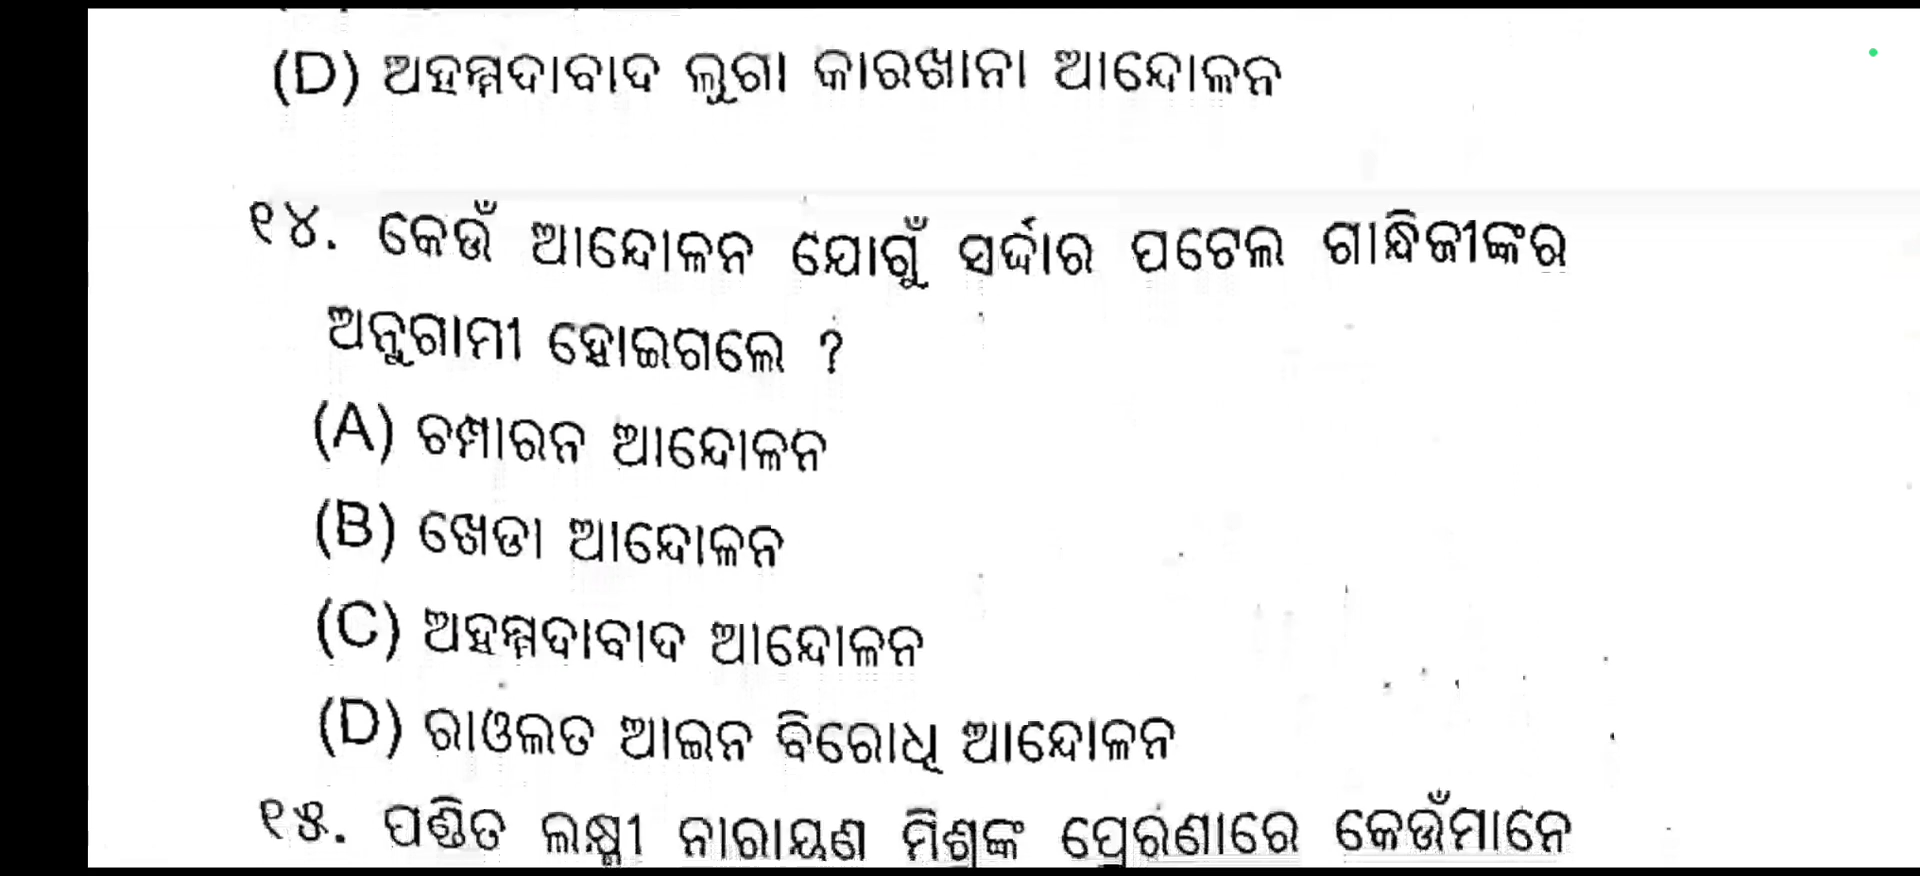 (D) ଅହମ୍ମଦାବାଦ ଲୁଗା କାରଖାନା ଆନ୍ଦୋଳନ
୧୪. କେଉଁ ଆନ୍ଦୋଳନ ଯୋଗୁଁ ସର୍ଦ୍ଦାର ପଟେଲ ଗାନ୍ଧିଜୀଙ୍କର
ଅନୁଗାମୀ ହୋଇଗଲେ ?
(A) ଚମ୍ପାରନ ଆନ୍ଦୋଳନ
(B) ଖେଡା ଆନ୍ଦୋଳନ
(C) ଅହମ୍ମଦାବାଦ ଆନ୍ଦୋଳନ
(D) ରାଓଲତ ଆଇନ ବିରୋଧୀ ଆନ୍ଦୋଳନ
୧୫. ପଣ୍ଡିତ ଲକ୍ଷ୍ମୀ ନାରାୟଣ ମିଶ୍ରଙ୍କ ପ୍ରେରଣାରେ କେଉଁମାନେ